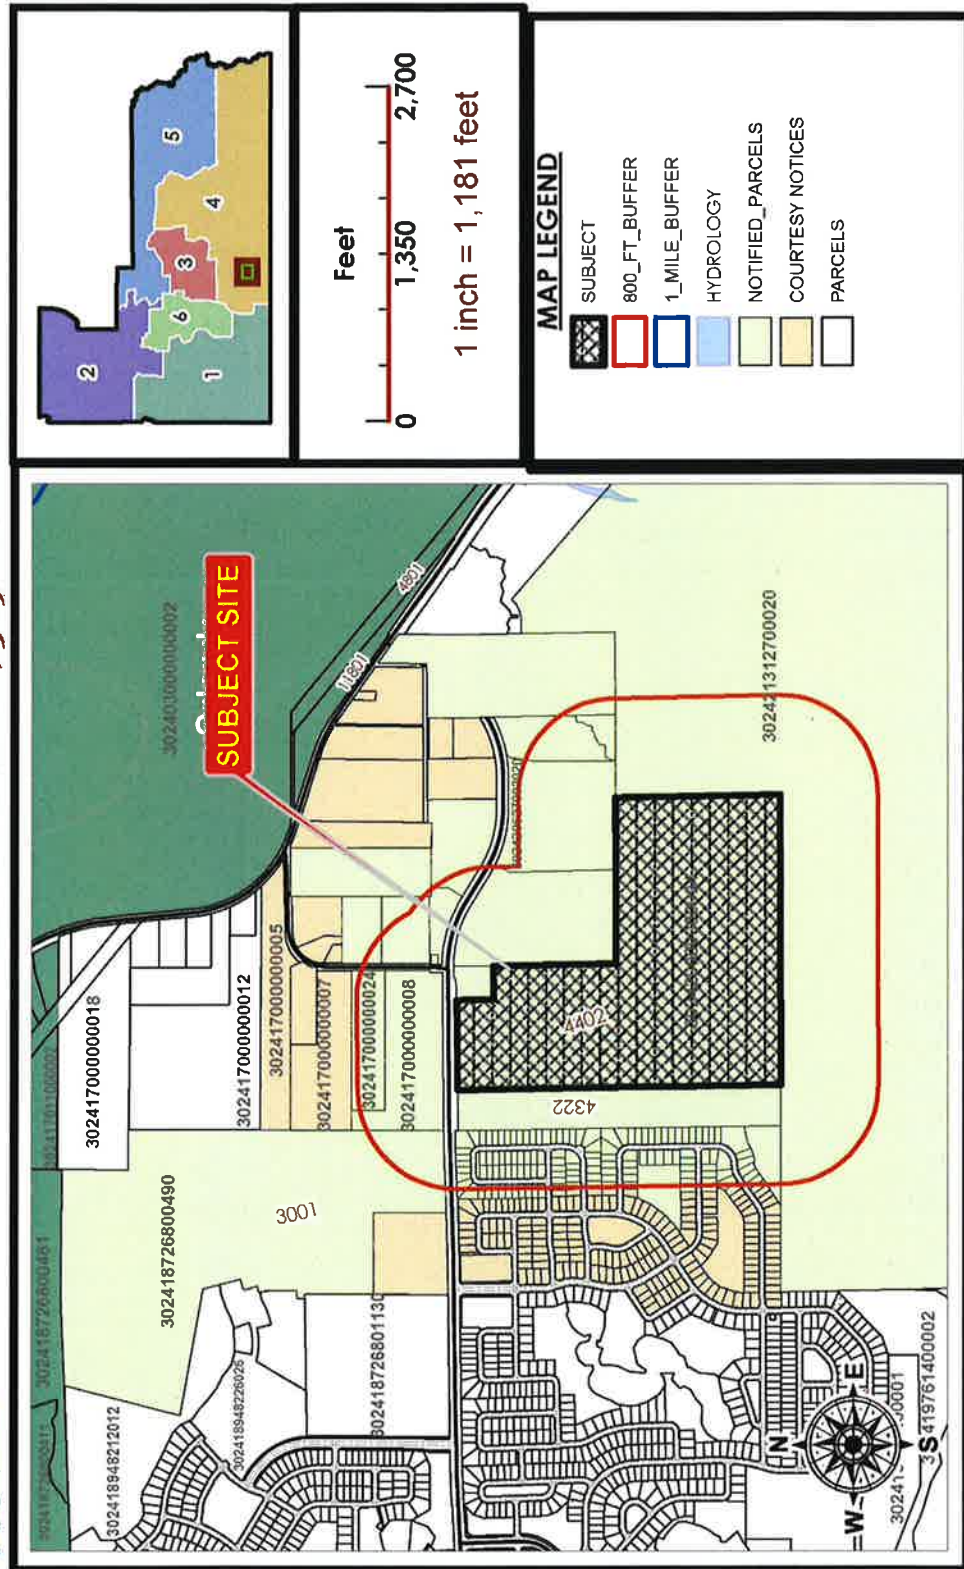 2
5
3
6
4
1
Feet
0
1,350
2,700
1 inch = 1,181 feet
MAP LEGEND
SUBJECT
800_FT_BUFFER
1_MILE_BUFFER
HYDROLOGY
NOTIFIED_PARCELS
COURTESY NOTICES
PARCELS
SUBJECT SITE
302403000000002
4801
11801
302417000000018
302417000000012
302417000000005
302417000000007
302417000000024
302417000000008
302418726800490
302418726800481
3001
302418726801130
302418948212012
302418948226026
302421312700020
4402
4322
N
E
S
W